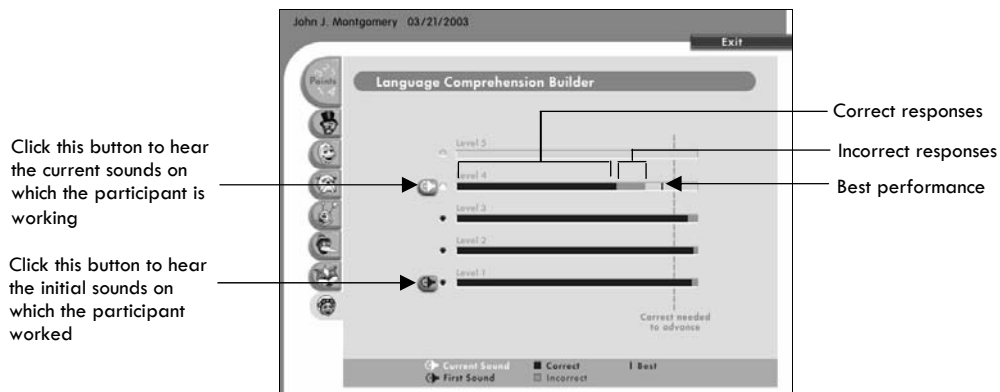 John J. Montgomery 03/21/2003
Exit
Points
Language Comprehension Builder
Correct responses
Incorrect responses
Best performance
Click this button to hear
the current sounds on
which the participant is
working
Click this button to hear
the initial sounds on
which the participant
worked
Level 5
Level 4
Level 3
Level 2
Level 1
Correct needed
to advance
Current Sound
Correct
Best
First Sound
Incorrect